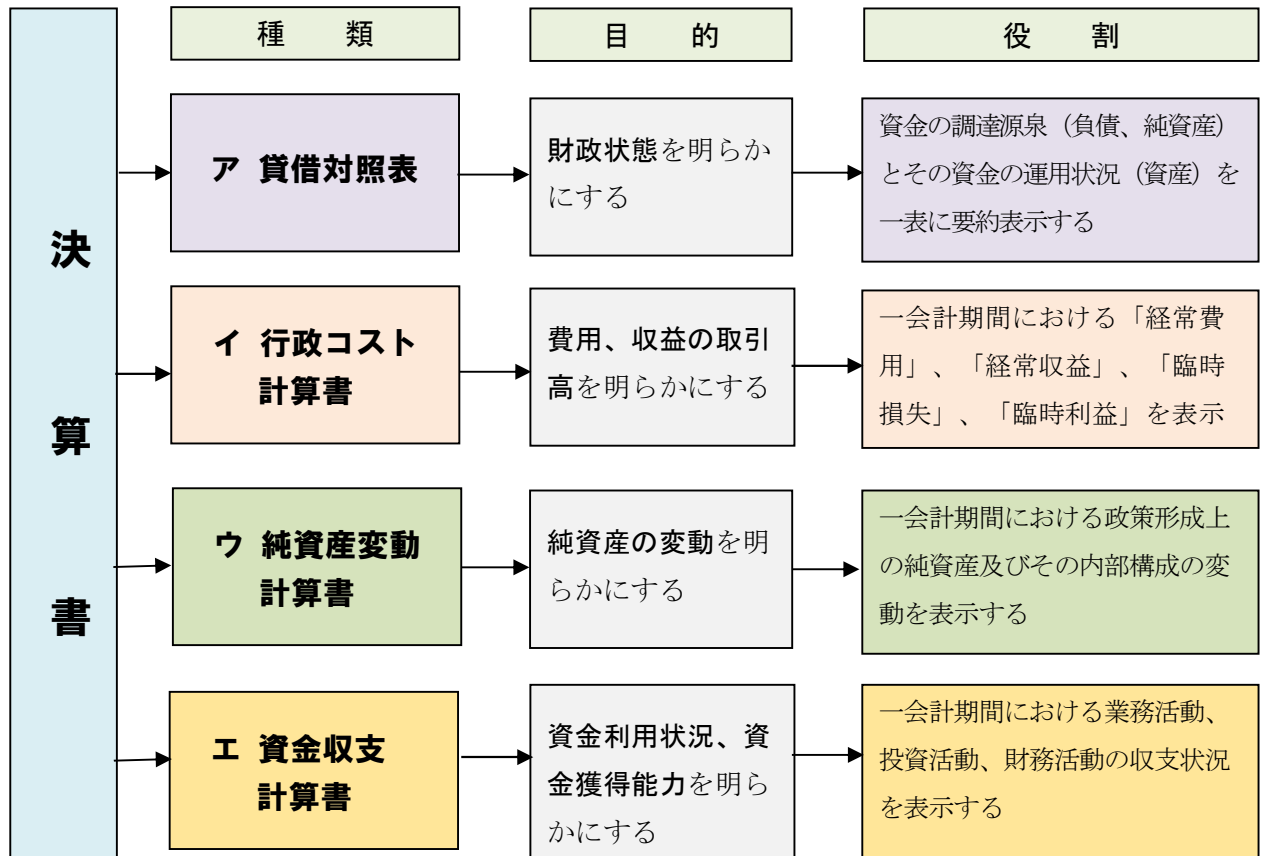 種　類
目　的
役　割
決
算
書
ア 貸借対照表
財政状態を明らか
にする
資金の調達源泉（負債、純資産）
とその資金の運用状況（資産）を
一表に要約表示する
イ 行政コスト
計算書
費用、収益の取引
高を明らかにする
一会計期間における「経常費
用」、「経常収益」、「臨時
損失」、「臨時利益」を表示
ウ 純資産変動
計算書
純資産の変動を明
らかにする
一会計期間における政策形成上
の純資産及びその内部構成の変
動を表示する
エ 資金収支
計算書
資金利用状況、資
金獲得能力を明ら
かにする
一会計期間における業務活動、
投資活動、財務活動の収支状況
を表示する